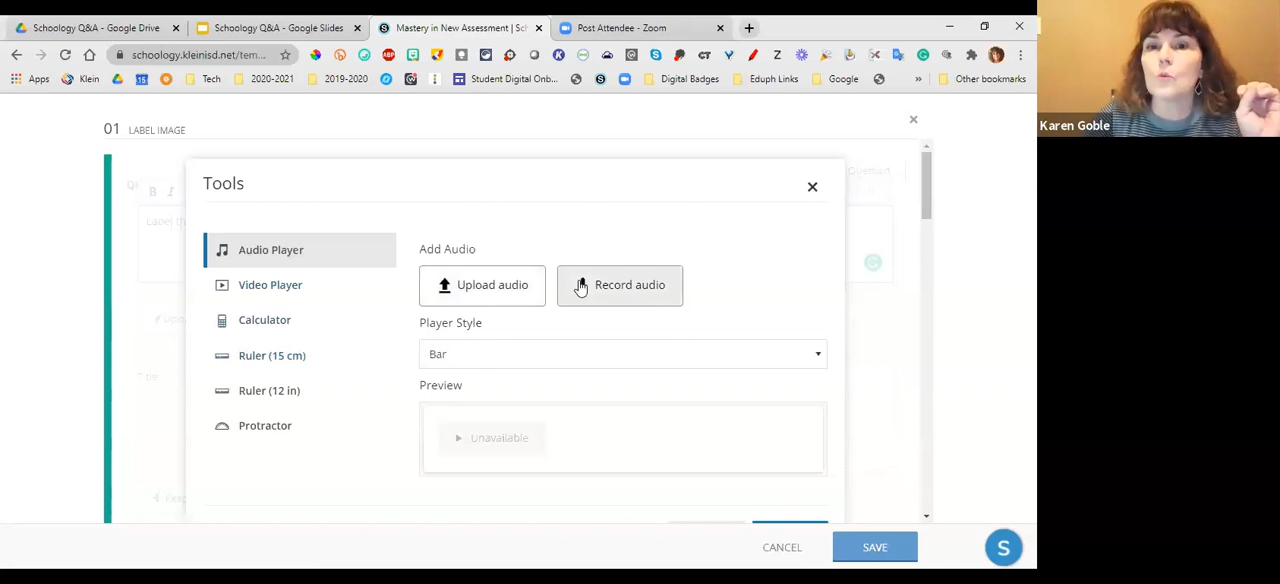 Schoology Q&A - Google Drive
Schoology Q&A - Google Slides
Mastery in New Assessment | Sch
Post Attendee - Zoom
schoology.kleinisd.net/tem...
Apps
Klein
Tech
2020-2021
2019-2020
Student Digital Onb...
Digital Badges
Eduph Links
Google
Other bookmarks
Karen Goble
01 LABEL IMAGE
Tools
B I
Label th
Audio Player
Add Audio
Upload audio
Record audio
Video Player
Calculator
Player Style
Ruler (15 cm)
Bar
Ruler (12 in)
Preview
Protractor
Unavailable
CANCEL
SAVE
S